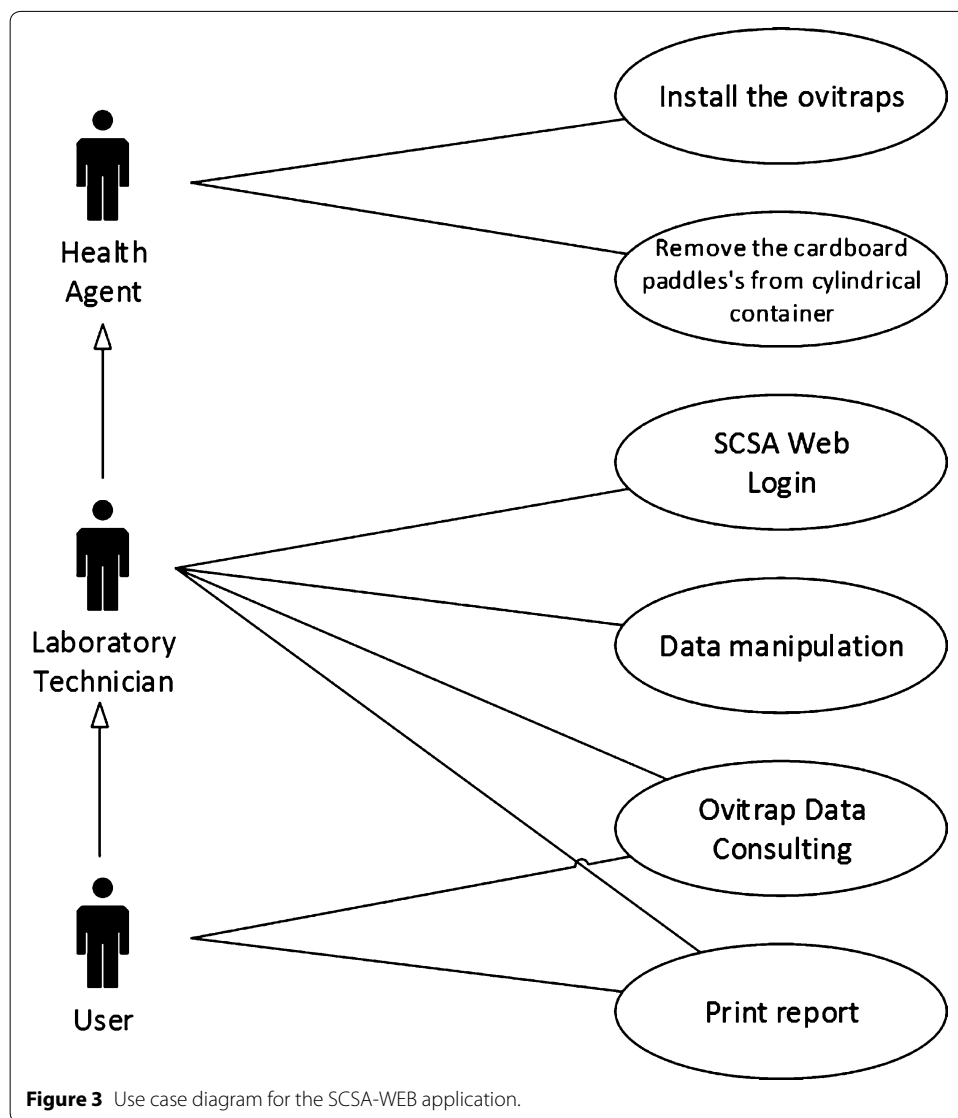 Install the ovitraps
Health
Agent
Remove the cardboard
paddles's from cylindrical
container
SCSA Web
Login
Laboratory
Technician
Data manipulation
Ovitrap Data
Consulting
User
Print report
Figure 3 Use case diagram for the SCSA-WEB application.